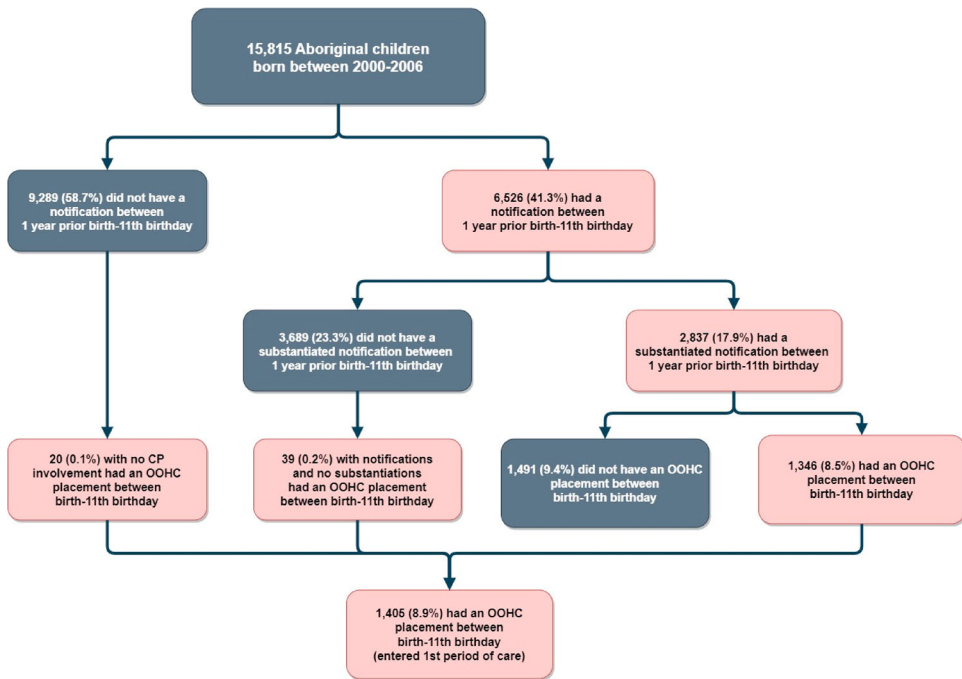 15,815 Aboriginal children
born between 2000-2006
9,289 (58.7%) did not have a
notification between
1 year prior birth-11th birthday
6,526 (41.3%) had a
notification between
1 year prior birth-11th birthday
3,689 (23.3%) did not have a
substantiated notification between
1 year prior birth-11th birthday
2,837 (17.9%) had a
substantiated notification between
1 year prior birth-11th birthday
20 (0.1%) with no CP
involvement had an OOHC
placement between
birth-11th birthday
39 (0.2%) with notifications
and no substantiations
had an OOHC placement
between birth-11th birthday
1,491 (9.4%) did not have an OOHC
placement between
birth-11th birthday
1,346 (8.5%) had an OOHC
placement between
birth-11th birthday
1,405 (8.9%) had an OOHC
placement between
birth-11th birthday
(entered 1st period of care)